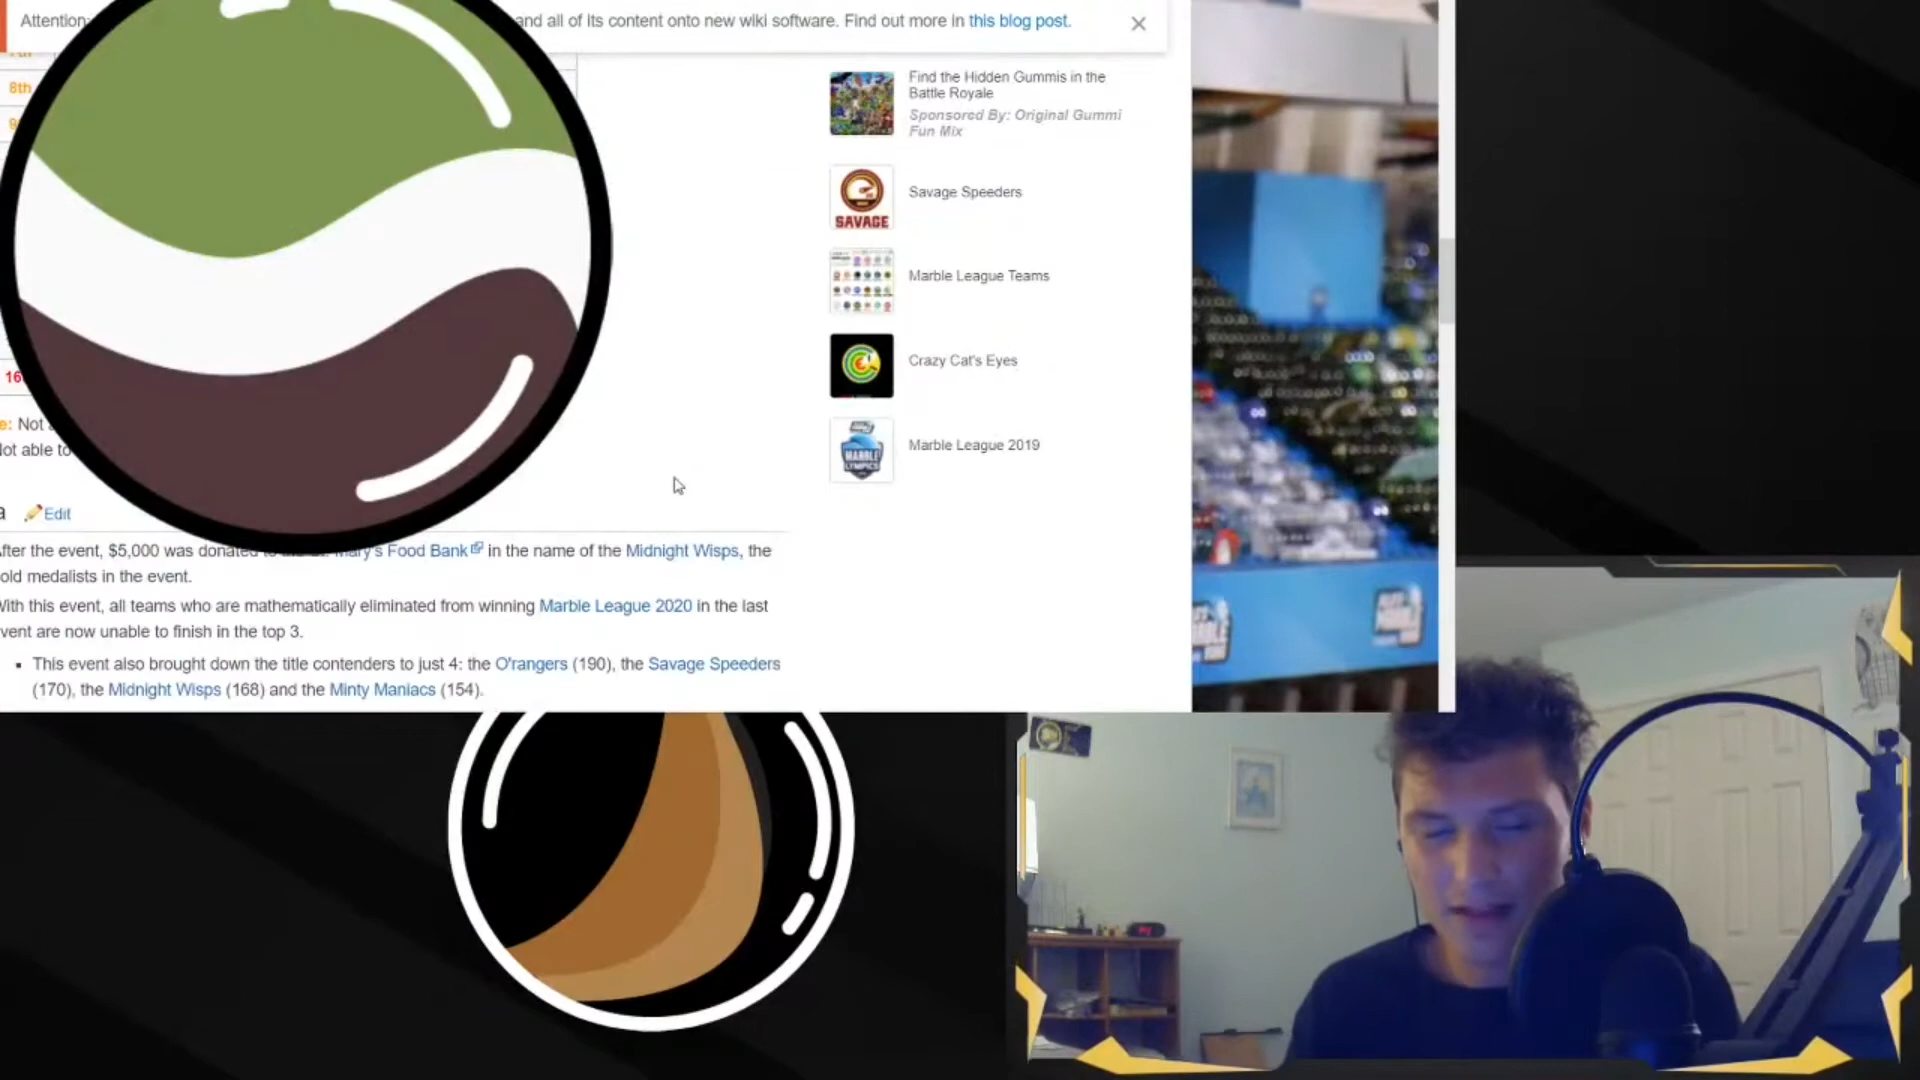 Attention: and all of its content onto new wiki software. Find out more in this blog post.
8th
16
e: Not
Not able to
Edit
After the event, $5,000 was donated Mary's Food Bank in the name of the Midnight Wisps, the
old medalists in the event.
With this event, all teams who are mathematically eliminated from winning Marble League 2020 in the last
vent are now unable to finish in the top 3.
▪ This event also brought down the title contenders to just 4: the O'rangers (190), the Savage Speeders
(170), the Midnight Wisps (168) and the Minty Maniacs (154).
Find the Hidden Gummis in the
Battle Royale
Sponsored By: Original Gummi
Fun Mix
SAVAGE
Savage Speeders
Marble League Teams
Crazy Cat's Eyes
MARBLE
LYMPICS
Marble League 2019